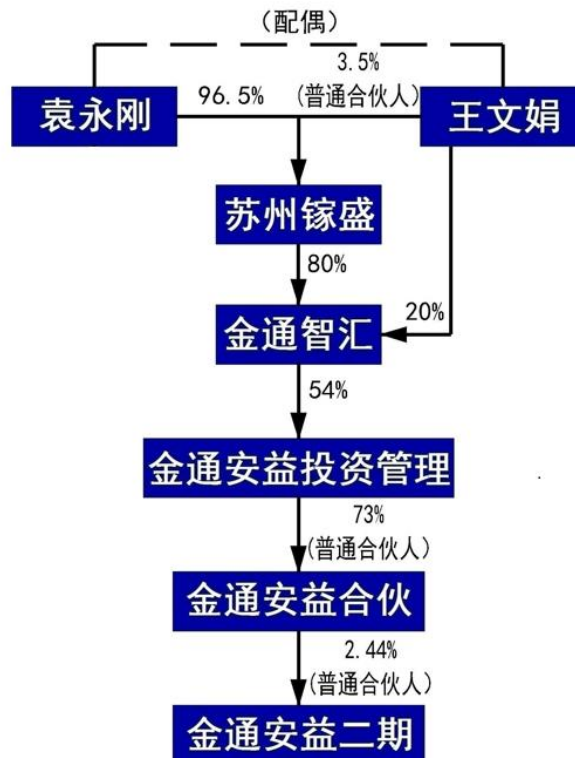 (配偶)
3.5%
96.5%
(普通合伙人)
袁永刚
王文娟
苏州镓盛
80%
20%
金通智汇
54%
金通安益投资管理
73%
(普通合伙人)
金通安益合伙
2.44%
(普通合伙人)
金通安益二期